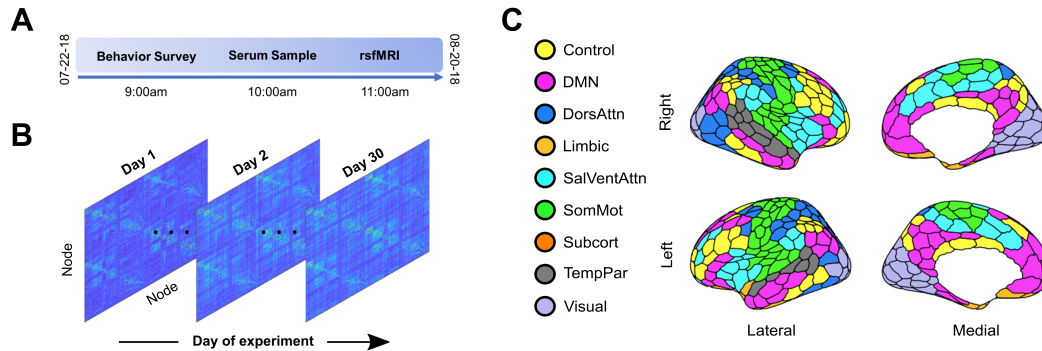 A
07-22-18
Behavior Survey
Serum Sample
rsfMRI
08-20-18
9:00am
10:00am
11:00am
B
Day 1
Day 2
Day 30
Node
Node
Day of experiment
C
Control
DMN
DorsAttn
Limbic
SalVentAttn
SomMot
Subcort
TempPar
Visual
Right
Left
Lateral
Medial